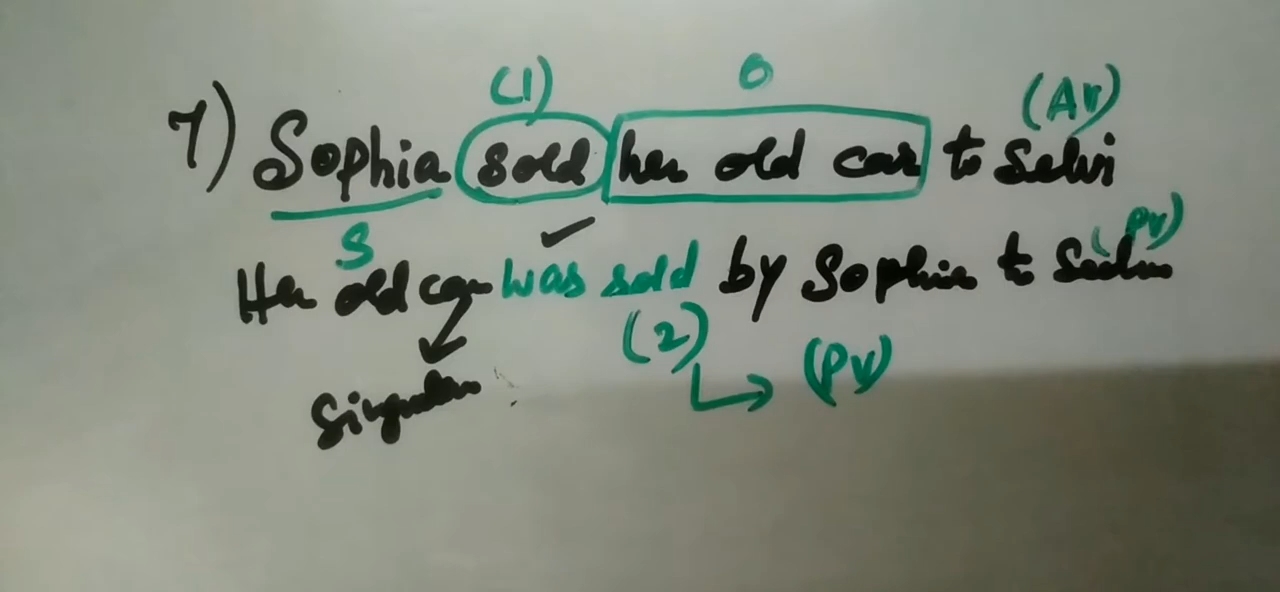 (1) O (Av)
7) Sophia sold her old car to Selvi
S (Pv)
Her old car was sold by Sophia to Selvi
(2) (Pv)
Singular